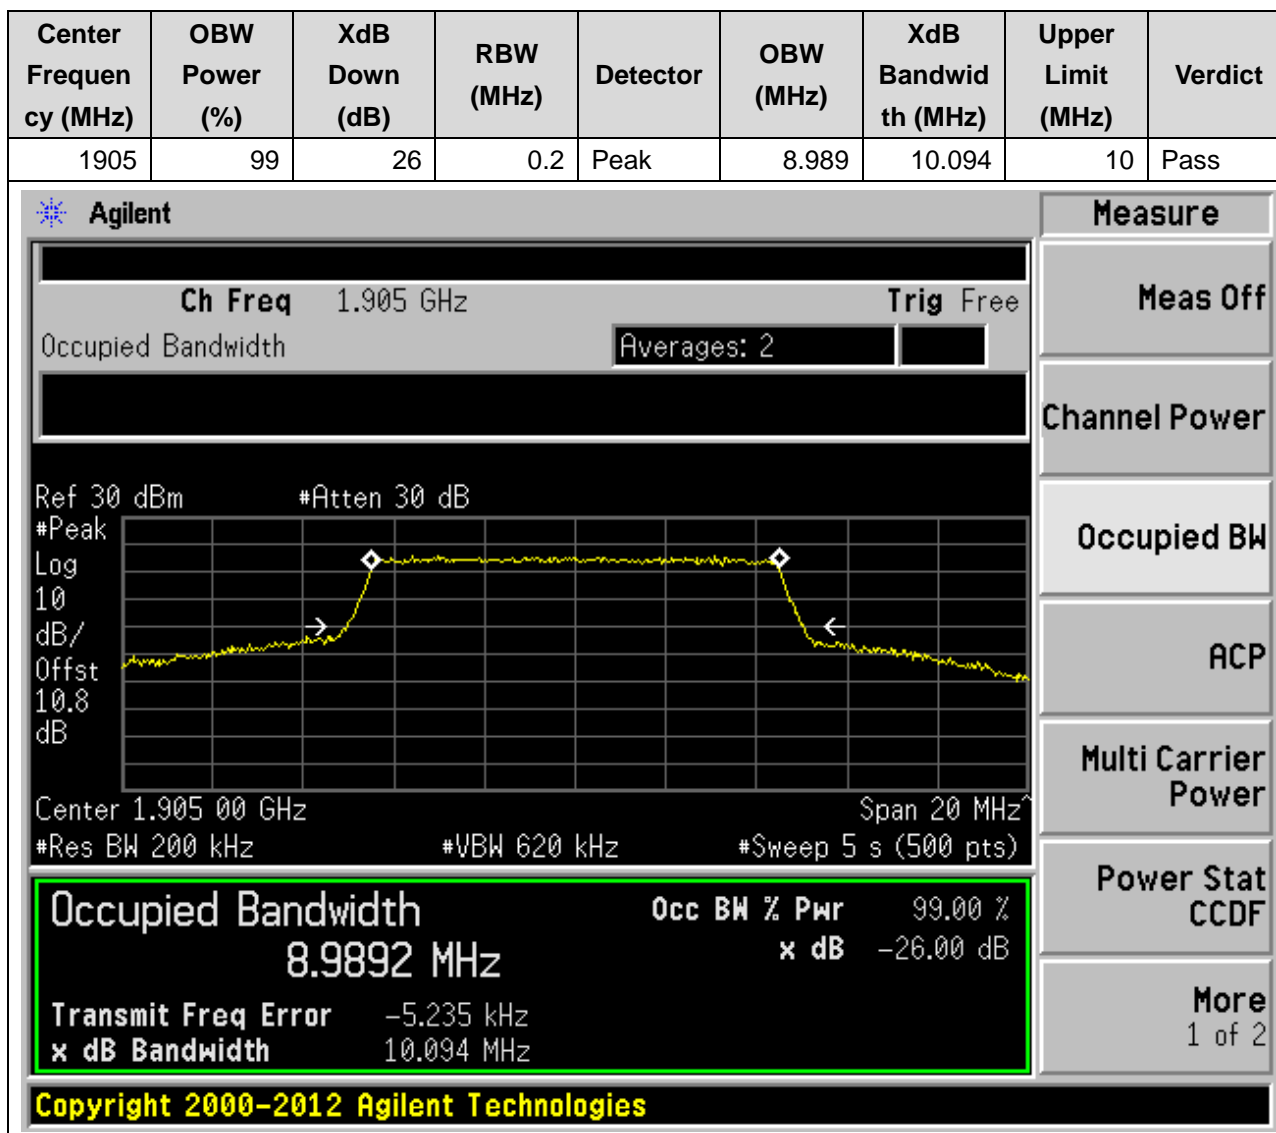 Center Frequen cy (MHz) | OBW Power (%) | XdB Down (dB) | RBW (MHz) | Detector | OBW (MHz) | XdB Bandwid th (MHz) | Upper Limit (MHz) | Verdict
1905 | 99 | 26 | 0.2 | Peak | 8.989 | 10.094 | 10 | Pass
Agilent
Measure
Ch Freq 1.905 GHz Trig Free
Meas Off
Occupied Bandwidth Averages: 2
Channel Power
Ref 30 dBm #Atten 30 dB
#Peak
Log
10
dB/
Offst
10.8
dB
Occupied BW
ACP
Multi Carrier
Power
Center 1.905 00 GHz Span 20 MHz^
#Res BW 200 kHz #VBW 620 kHz #Sweep 5 s (500 pts)
Power Stat
CCDF
Occupied Bandwidth Occ BW % Pwr 99.00 %
8.9892 MHz x dB -26.00 dB
Transmit Freq Error -5.235 kHz
x dB Bandwidth 10.094 MHz
More
1 of 2
Copyright 2000-2012 Agilent Technologies